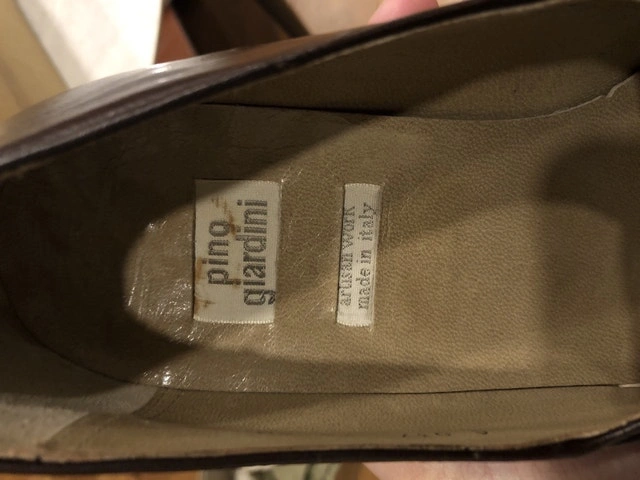 pino
giardini
artisan work
made in italy